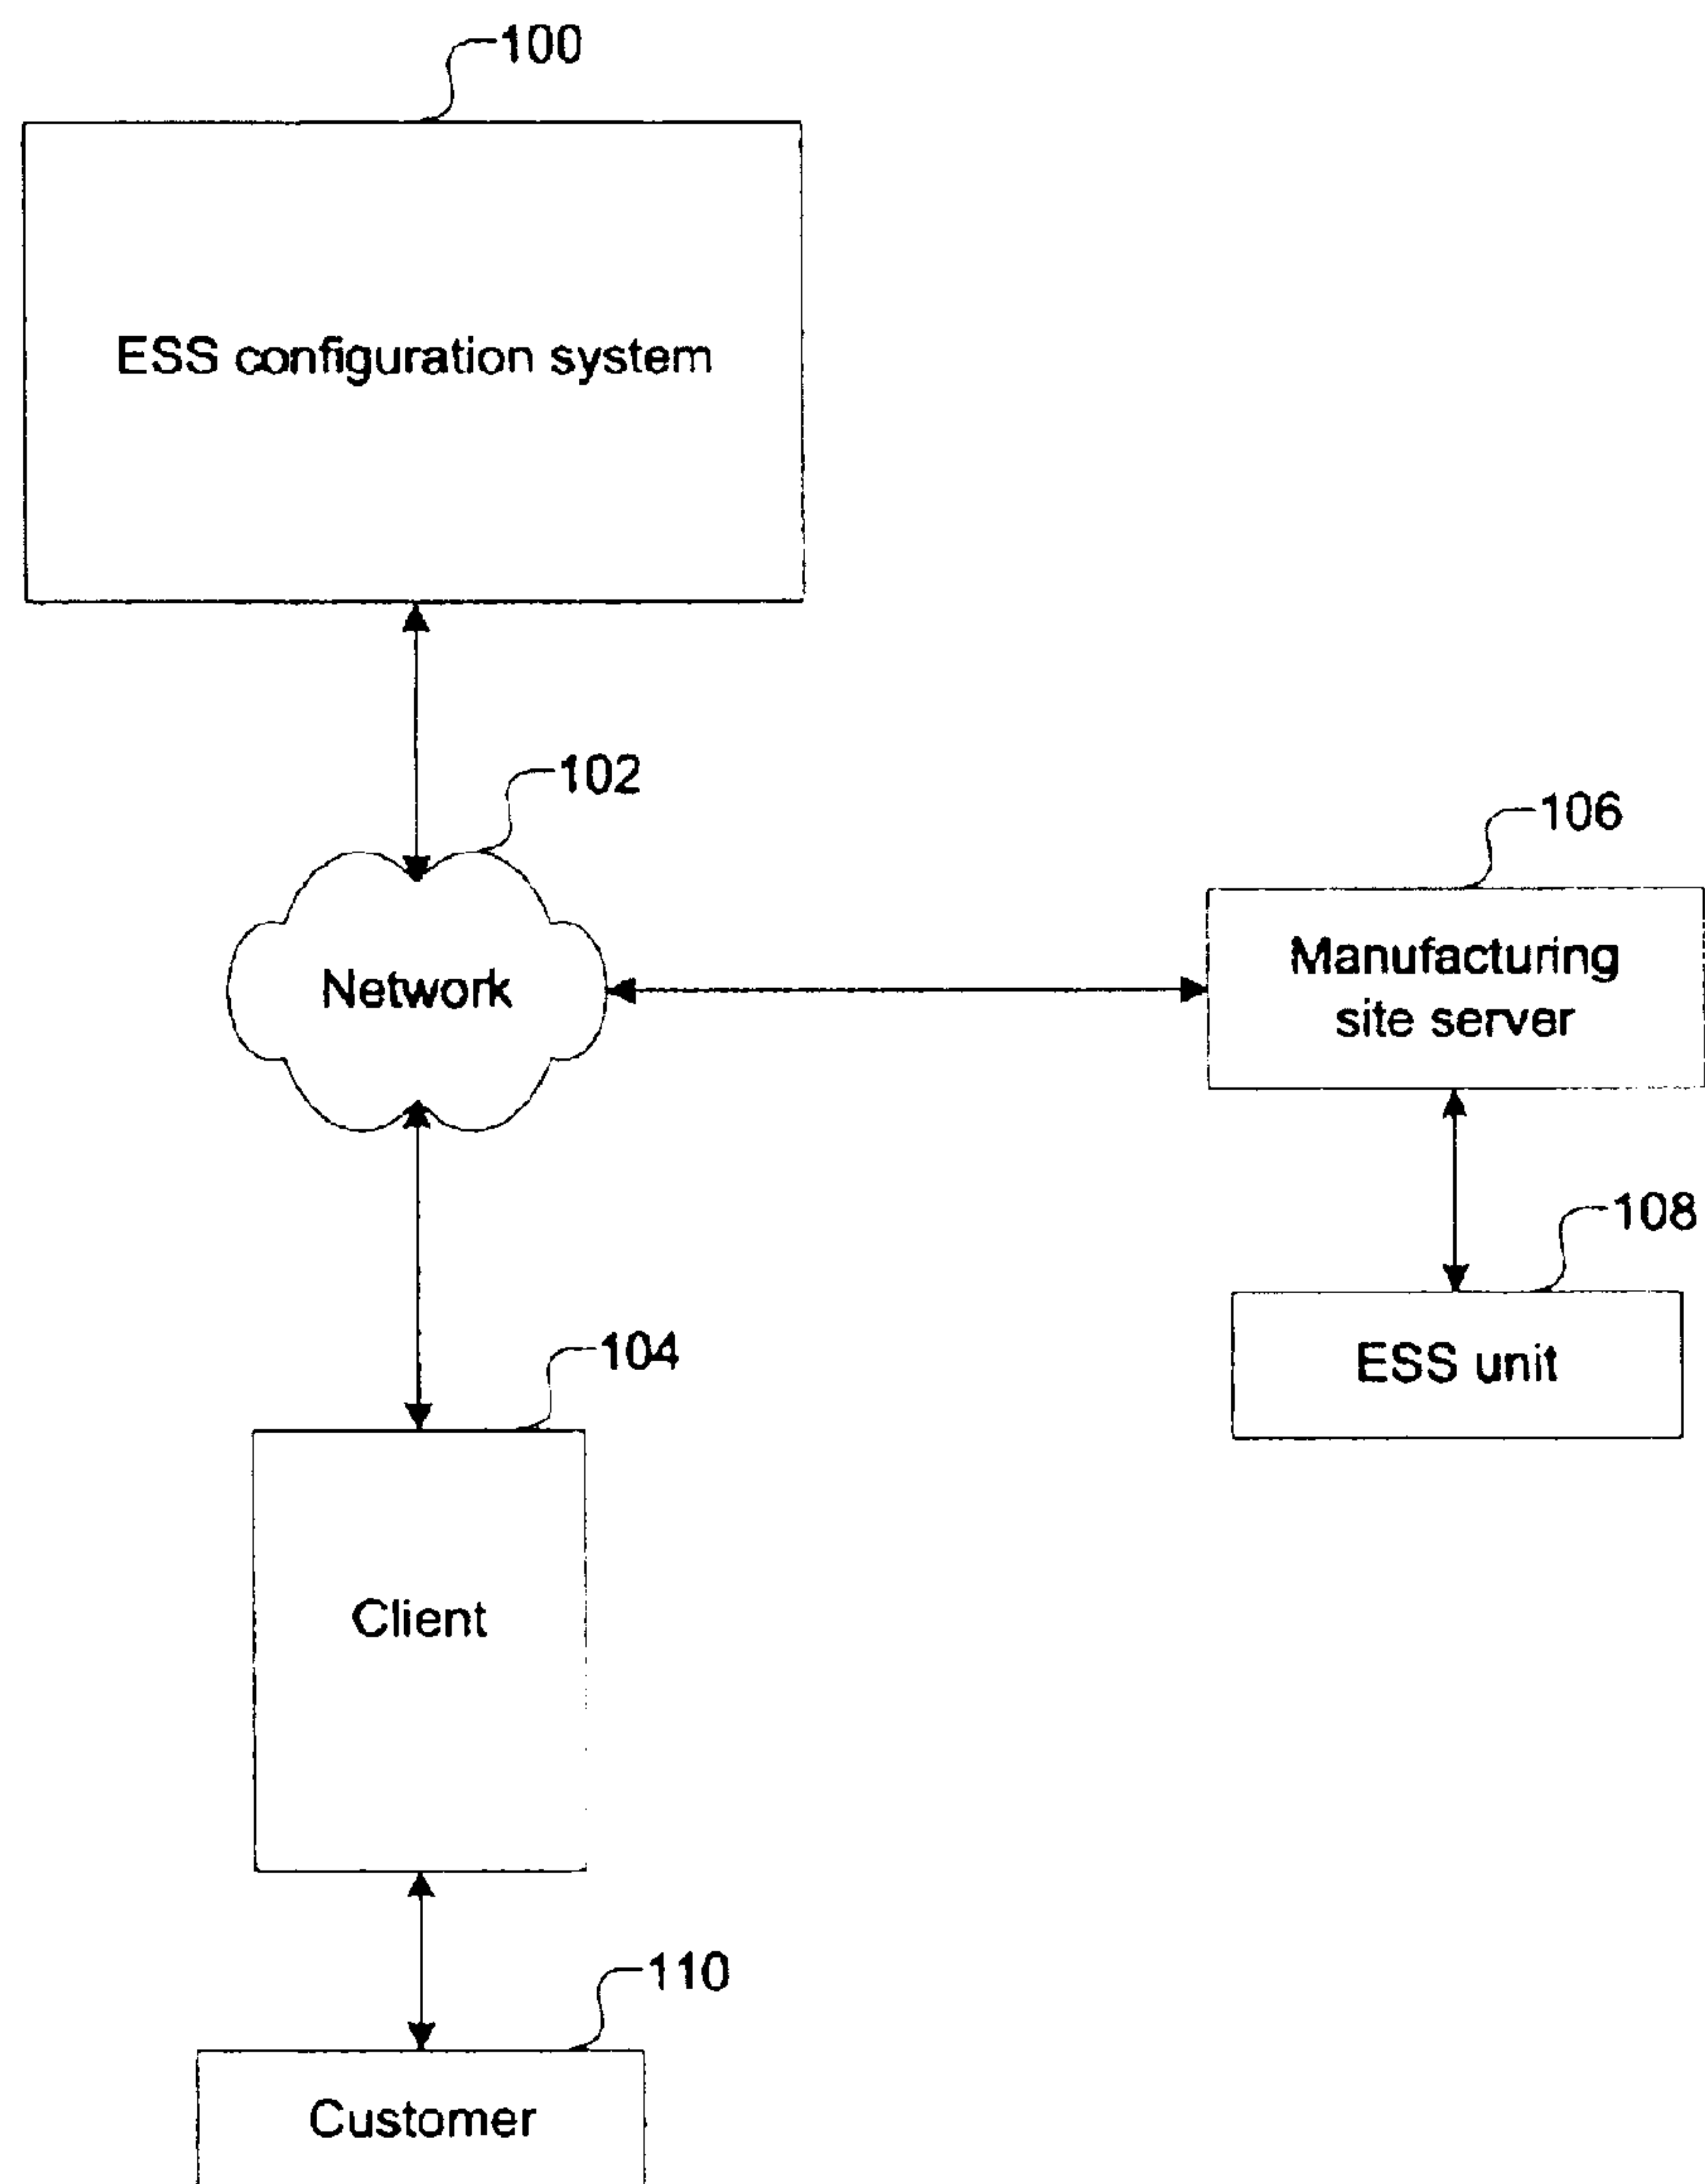 100
ESS configuration system
102
106
Network
Manufacturing
site server
108
ESS unit
104
Client
110
Customer